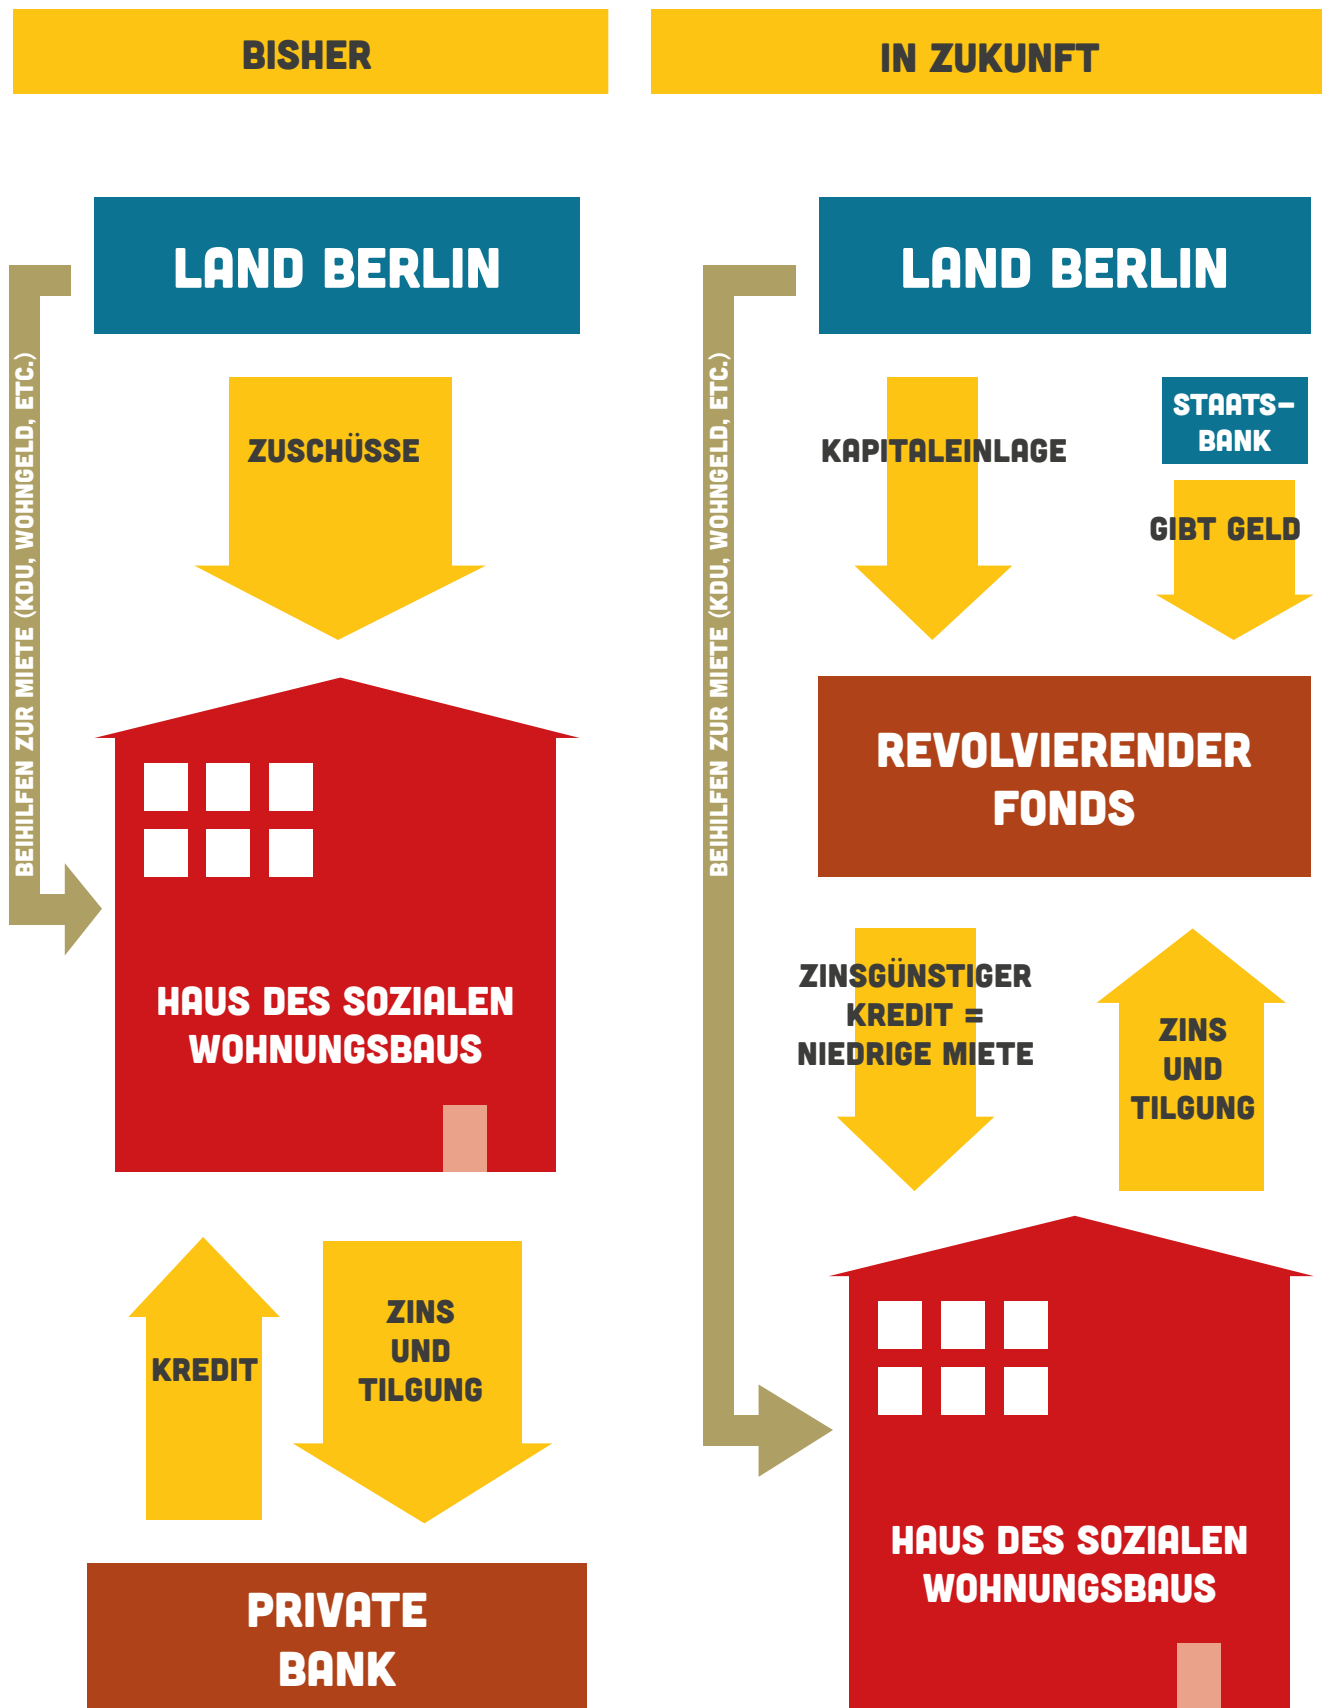 BISHER
LAND BERLIN
BEIHILFEN ZUR MIETE (KDU, WOHNGELD, ETC.)
ZUSCHÜSSE
HAUS DES SOZIALEN
WOHNUNGSBAUS
KREDIT
ZINS
UND
TILGUNG
PRIVATE
BANK
IN ZUKUNFT
LAND BERLIN
BEIHILFEN ZUR MIETE (KDU, WOHNGELD, ETC.)
KAPITALEINLAGE
STAATS-
BANK
GIBT GELD
REVOLVIERENDER
FONDS
ZINSGÜNSTIGER
KREDIT =
NIEDRIGE MIETE
ZINS
UND
TILGUNG
HAUS DES SOZIALEN
WOHNUNGSBAUS